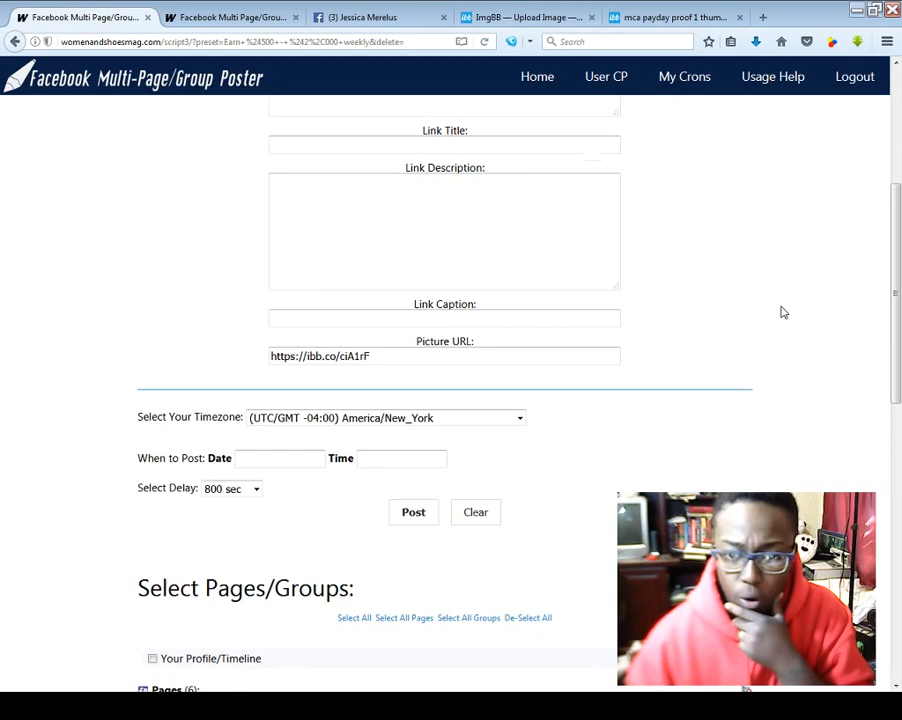 Facebook Multi Page/Grou...
Facebook Multi Page/Grou...
(3) Jessica Merelus
ImgBB — Upload Image —...
mca payday proof 1 thum...
womenandshoesmag.com/script3/?preset=Earn+%24500+-+%242%2C000+weekly&delete=
Search
Facebook Multi-Page/Group Poster
Home
User CP
My Crons
Usage Help
Logout
Link Title:
Link Description:
Link Caption:
Picture URL:
https://ibb.co/ciA1rF
Select Your Timezone: (UTC/GMT -04:00) America/New_York
When to Post: Date Time
Select Delay: 800 sec
Post Clear
Select Pages/Groups:
Select All Select All Pages Select All Groups De-Select All
Your Profile/Timeline
Pages (6):